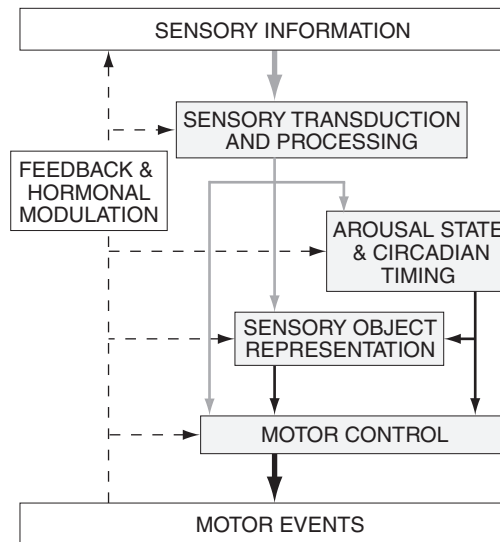 SENSORY INFORMATION
SENSORY TRANSDUCTION
AND PROCESSING
FEEDBACK &
HORMONAL
MODULATION
AROUSAL STATE
& CIRCADIAN
TIMING
SENSORY OBJECT
REPRESENTATION
MOTOR CONTROL
MOTOR EVENTS